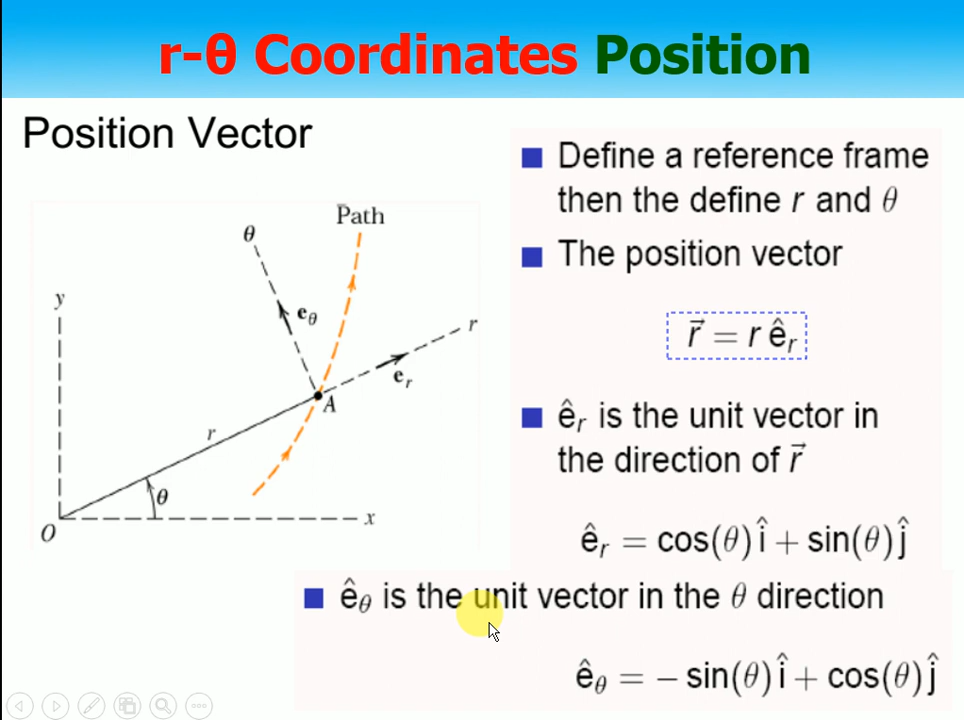 r-θ Coordinates Position
Position Vector
Path
θ
y
e_θ
r
e_r
A
r
θ
x
O
Define a reference frame
then the define r and θ
The position vector
r⃗ = r ê_r
ê_r is the unit vector in
the direction of r⃗
ê_r = cos(θ) î + sin(θ) ĵ
ê_θ is the unit vector in the θ direction
ê_θ = − sin(θ) î + cos(θ) ĵ